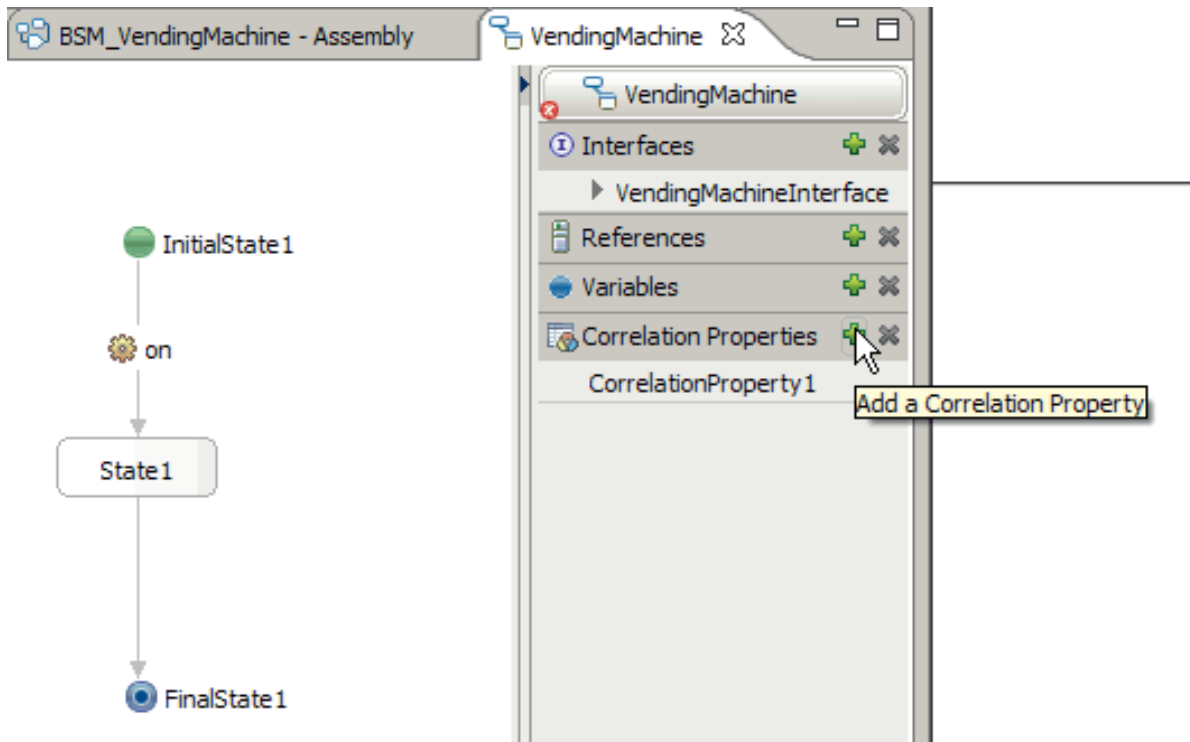 BSM_VendingMachine - Assembly
VendingMachine
VendingMachine
Interfaces
VendingMachineInterface
References
Variables
Correlation Properties
CorrelationProperty1
Add a Correlation Property
InitialState1
on
State1
FinalState1